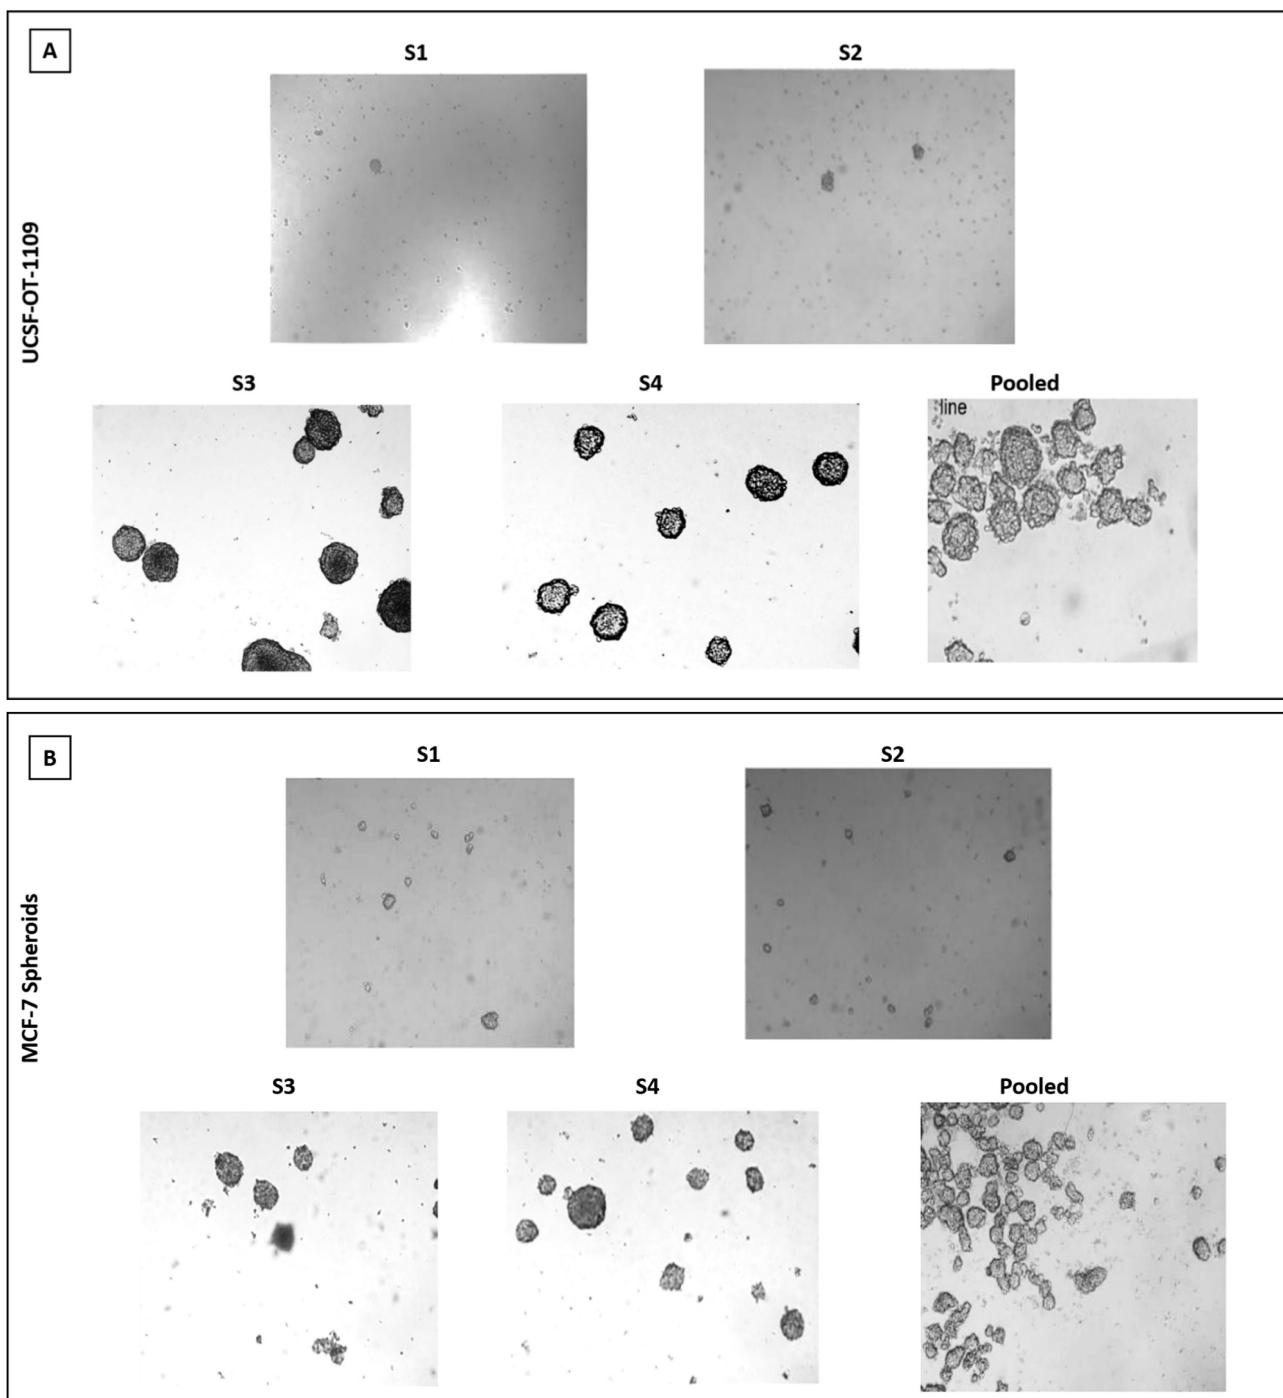 A
S1
S2
UCSF-OT-1109
S3
S4
Pooled
line
B
S1
S2
MCF-7 Spheroids
S3
S4
Pooled